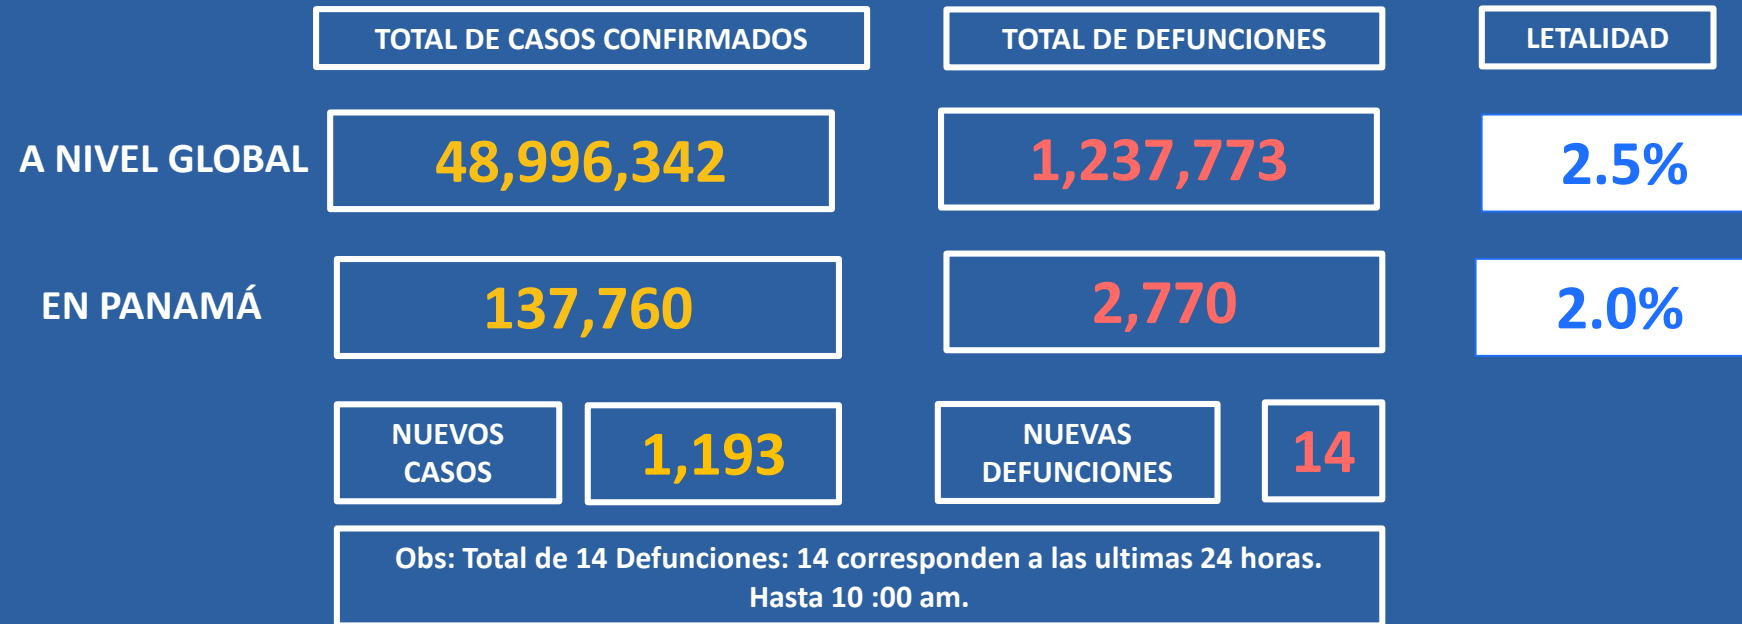 TOTAL DE CASOS CONFIRMADOS
TOTAL DE DEFUNCIONES
LETALIDAD
A NIVEL GLOBAL
48,996,342
1,237,773
2.5%
EN PANAMÁ
137,760
2,770
2.0%
NUEVOS
CASOS
1,193
NUEVAS
DEFUNCIONES
14
Obs: Total de 14 Defunciones: 14 corresponden a las ultimas 24 horas.
Hasta 10 :00 am.